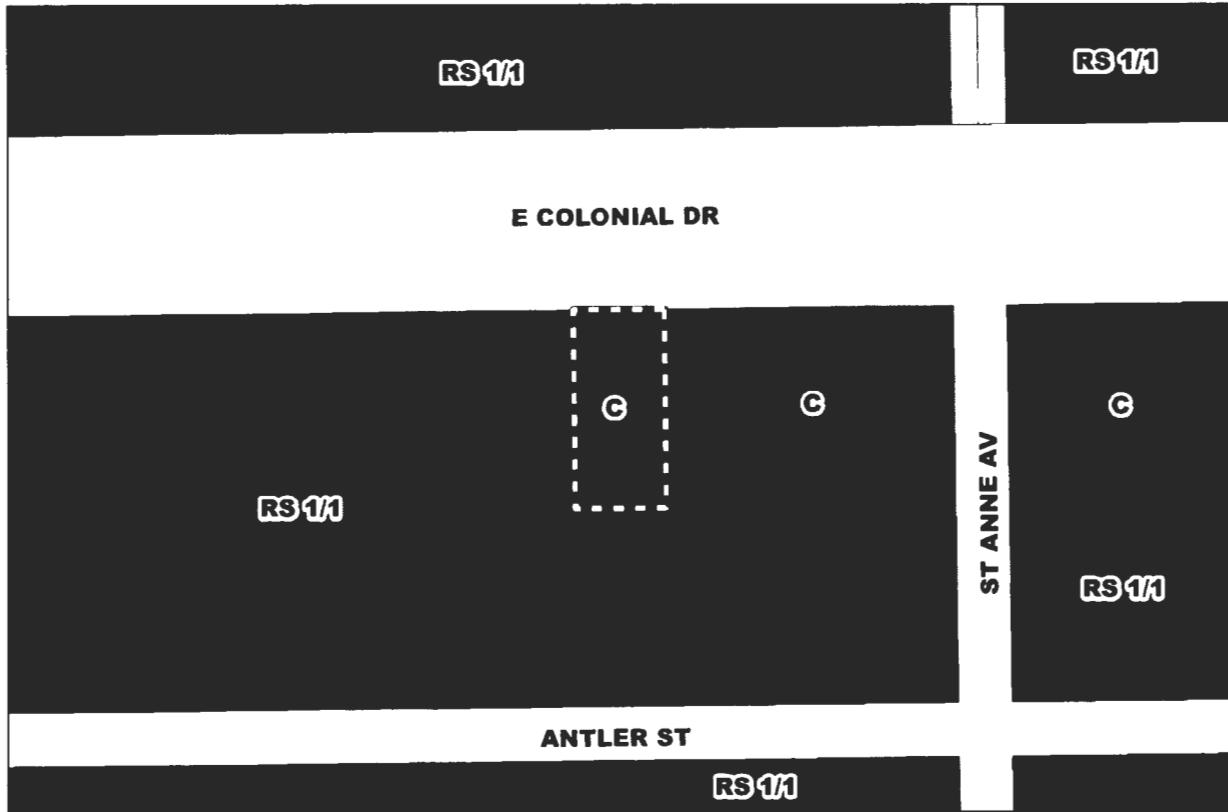 RS 1/1
RS 1/1
E COLONIAL DR
C
C
C
RS 1/1
ST ANNE AV
RS 1/1
ANTLER ST
RS 1/1